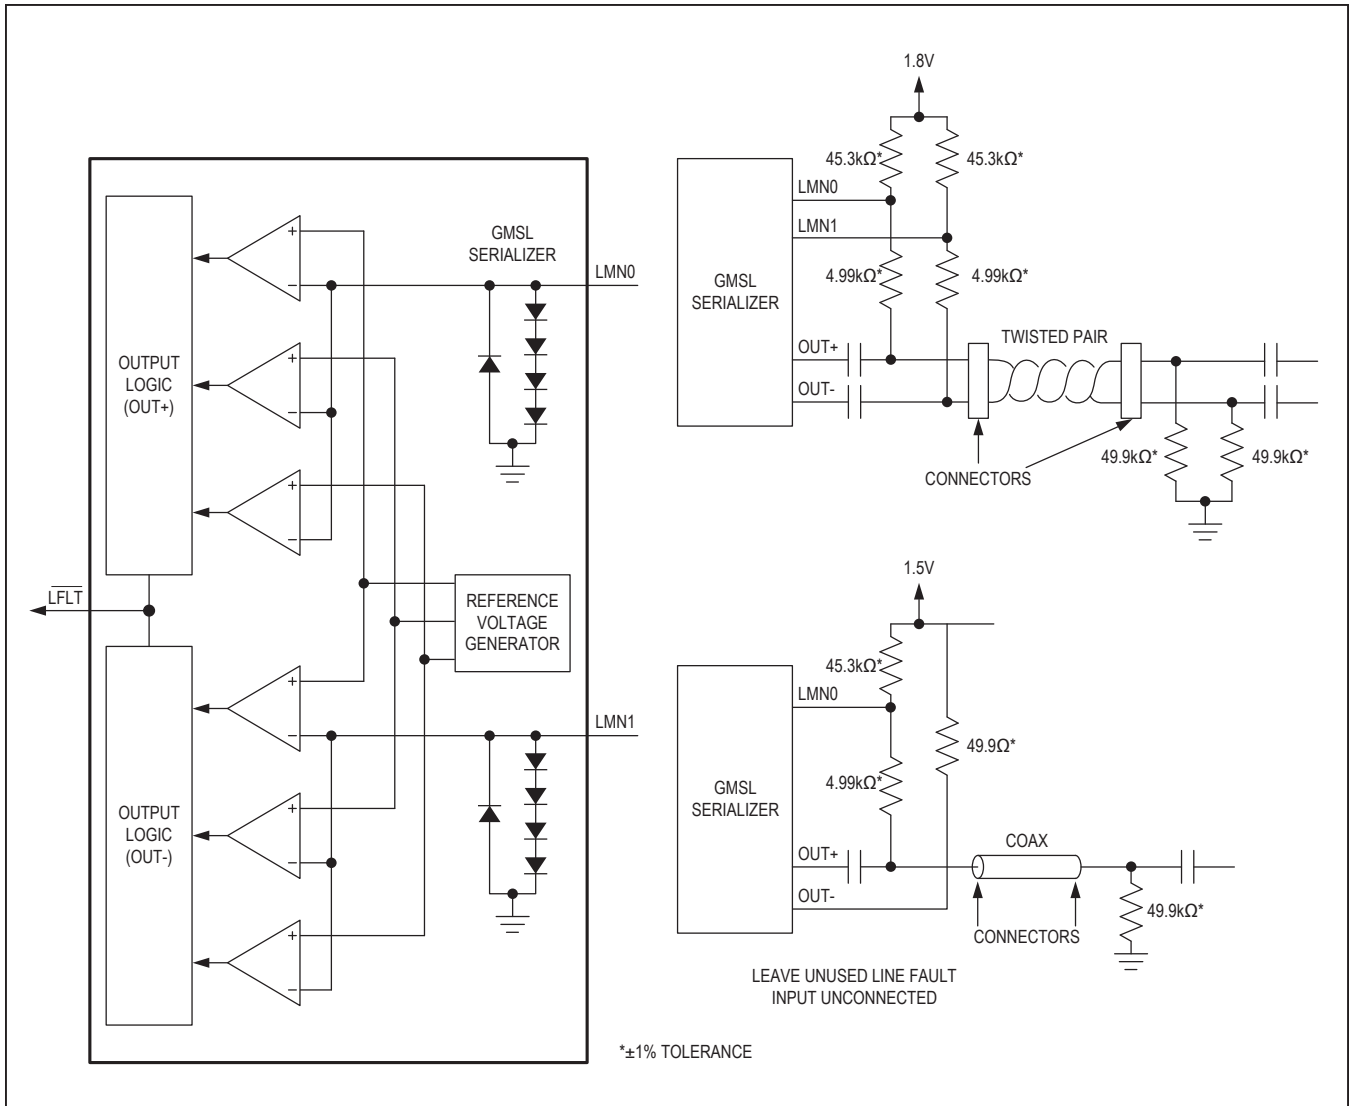 GMSL
SERIALIZER
LMN0
+
−
+
−
+
−
OUTPUT
LOGIC
(OUT+)
LFLT
REFERENCE
VOLTAGE
GENERATOR
LMN1
+
−
+
−
+
−
OUTPUT
LOGIC
(OUT-)
1.8V
45.3kΩ*
45.3kΩ*
LMN0
LMN1
4.99kΩ*
4.99kΩ*
GMSL
SERIALIZER
OUT+
OUT-
TWISTED PAIR
CONNECTORS
49.9kΩ*
49.9kΩ*
1.5V
45.3kΩ*
LMN0
49.9Ω*
4.99kΩ*
GMSL
SERIALIZER
OUT+
OUT-
COAX
CONNECTORS
49.9kΩ*
LEAVE UNUSED LINE FAULT
INPUT UNCONNECTED
*±1% TOLERANCE